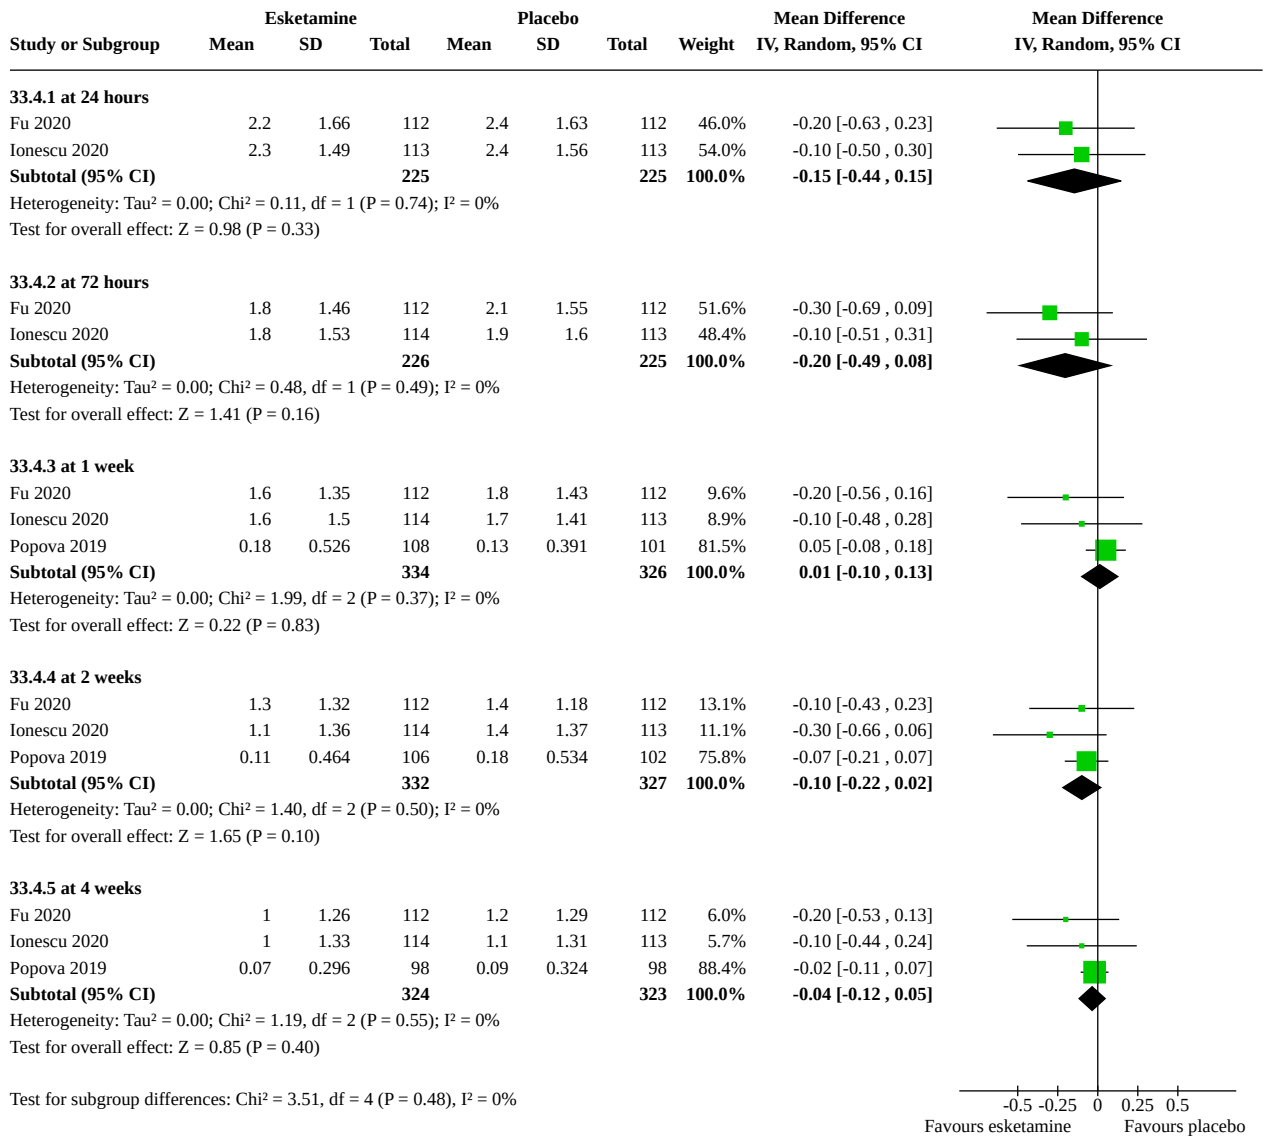 Esketamine Placebo Mean Difference Mean Difference
Study or Subgroup Mean SD Total Mean SD Total Weight IV, Random, 95% CI IV, Random, 95% CI
33.4.1 at 24 hours
Fu 2020 2.2 1.66 112 2.4 1.63 112 46.0% -0.20 [-0.63 , 0.23]
Ionescu 2020 2.3 1.49 113 2.4 1.56 113 54.0% -0.10 [-0.50 , 0.30]
Subtotal (95% CI) 225 225 100.0% -0.15 [-0.44 , 0.15]
Heterogeneity: Tau² = 0.00; Chi² = 0.11, df = 1 (P = 0.74); I² = 0%
Test for overall effect: Z = 0.98 (P = 0.33)
33.4.2 at 72 hours
Fu 2020 1.8 1.46 112 2.1 1.55 112 51.6% -0.30 [-0.69 , 0.09]
Ionescu 2020 1.8 1.53 114 1.9 1.6 113 48.4% -0.10 [-0.51 , 0.31]
Subtotal (95% CI) 226 225 100.0% -0.20 [-0.49 , 0.08]
Heterogeneity: Tau² = 0.00; Chi² = 0.48, df = 1 (P = 0.49); I² = 0%
Test for overall effect: Z = 1.41 (P = 0.16)
33.4.3 at 1 week
Fu 2020 1.6 1.35 112 1.8 1.43 112 9.6% -0.20 [-0.56 , 0.16]
Ionescu 2020 1.6 1.5 114 1.7 1.41 113 8.9% -0.10 [-0.48 , 0.28]
Popova 2019 0.18 0.526 108 0.13 0.391 101 81.5% 0.05 [-0.08 , 0.18]
Subtotal (95% CI) 334 326 100.0% 0.01 [-0.10 , 0.13]
Heterogeneity: Tau² = 0.00; Chi² = 1.99, df = 2 (P = 0.37); I² = 0%
Test for overall effect: Z = 0.22 (P = 0.83)
33.4.4 at 2 weeks
Fu 2020 1.3 1.32 112 1.4 1.18 112 13.1% -0.10 [-0.43 , 0.23]
Ionescu 2020 1.1 1.36 114 1.4 1.37 113 11.1% -0.30 [-0.66 , 0.06]
Popova 2019 0.11 0.464 106 0.18 0.534 102 75.8% -0.07 [-0.21 , 0.07]
Subtotal (95% CI) 332 327 100.0% -0.10 [-0.22 , 0.02]
Heterogeneity: Tau² = 0.00; Chi² = 1.40, df = 2 (P = 0.50); I² = 0%
Test for overall effect: Z = 1.65 (P = 0.10)
33.4.5 at 4 weeks
Fu 2020 1 1.26 112 1.2 1.29 112 6.0% -0.20 [-0.53 , 0.13]
Ionescu 2020 1 1.33 114 1.1 1.31 113 5.7% -0.10 [-0.44 , 0.24]
Popova 2019 0.07 0.296 98 0.09 0.324 98 88.4% -0.02 [-0.11 , 0.07]
Subtotal (95% CI) 324 323 100.0% -0.04 [-0.12 , 0.05]
Heterogeneity: Tau² = 0.00; Chi² = 1.19, df = 2 (P = 0.55); I² = 0%
Test for overall effect: Z = 0.85 (P = 0.40)
Test for subgroup differences: Chi² = 3.51, df = 4 (P = 0.48), I² = 0%
-0.5 -0.25 0 0.25 0.5
Favours esketamine Favours placebo